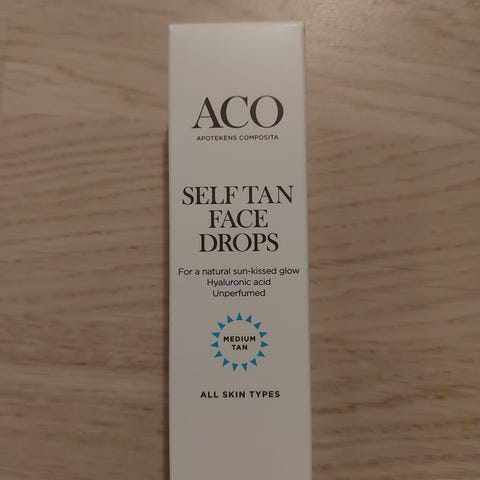 ACO
APOTEKENS COMPOSITA
SELF TAN
FACE
DROPS
For a natural sun-kissed glow
Hyaluronic acid
Unperfumed
MEDIUM
TAN
ALL SKIN TYPES